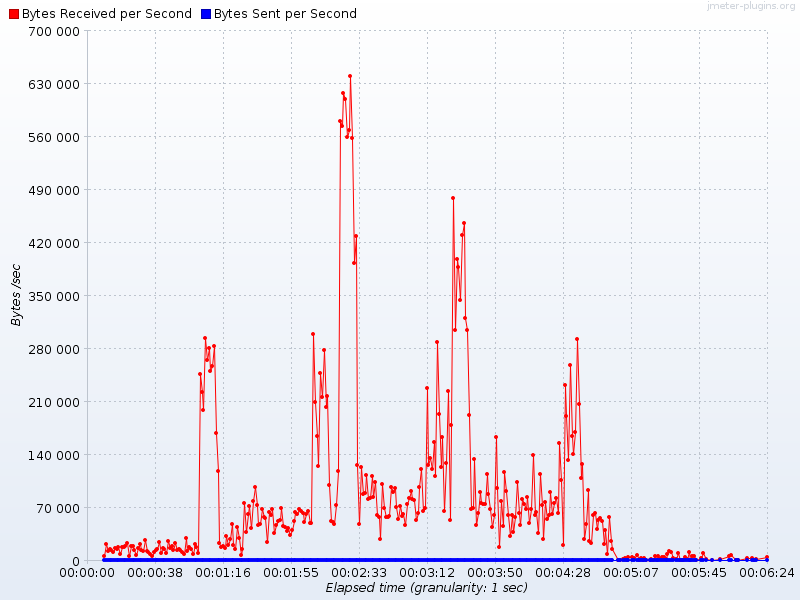 jmeter-plugins.org
Bytes Received per Second Bytes Sent per Second
700 000
630 000
560 000
490 000
420 000
350 000
280 000
210 000
140 000
70 000
0
Bytes /sec
00:00:00 00:00:38 00:01:16 00:01:55 00:02:33 00:03:12 00:03:50 00:04:28 00:05:07 00:05:45 00:06:24
Elapsed time (granularity: 1 sec)